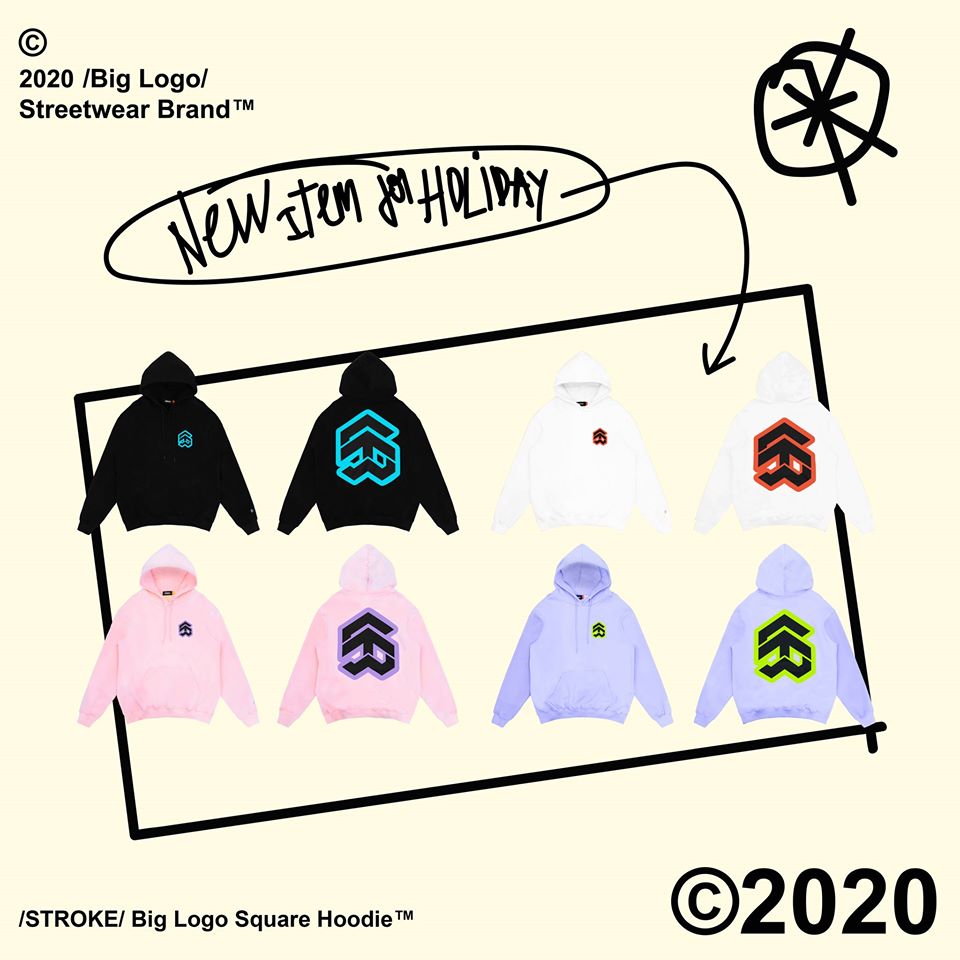 ©
2020 /Big Logo/
Streetwear Brand™
New item for HOLiDAY
/STROKE/ Big Logo Square Hoodie™
©2020